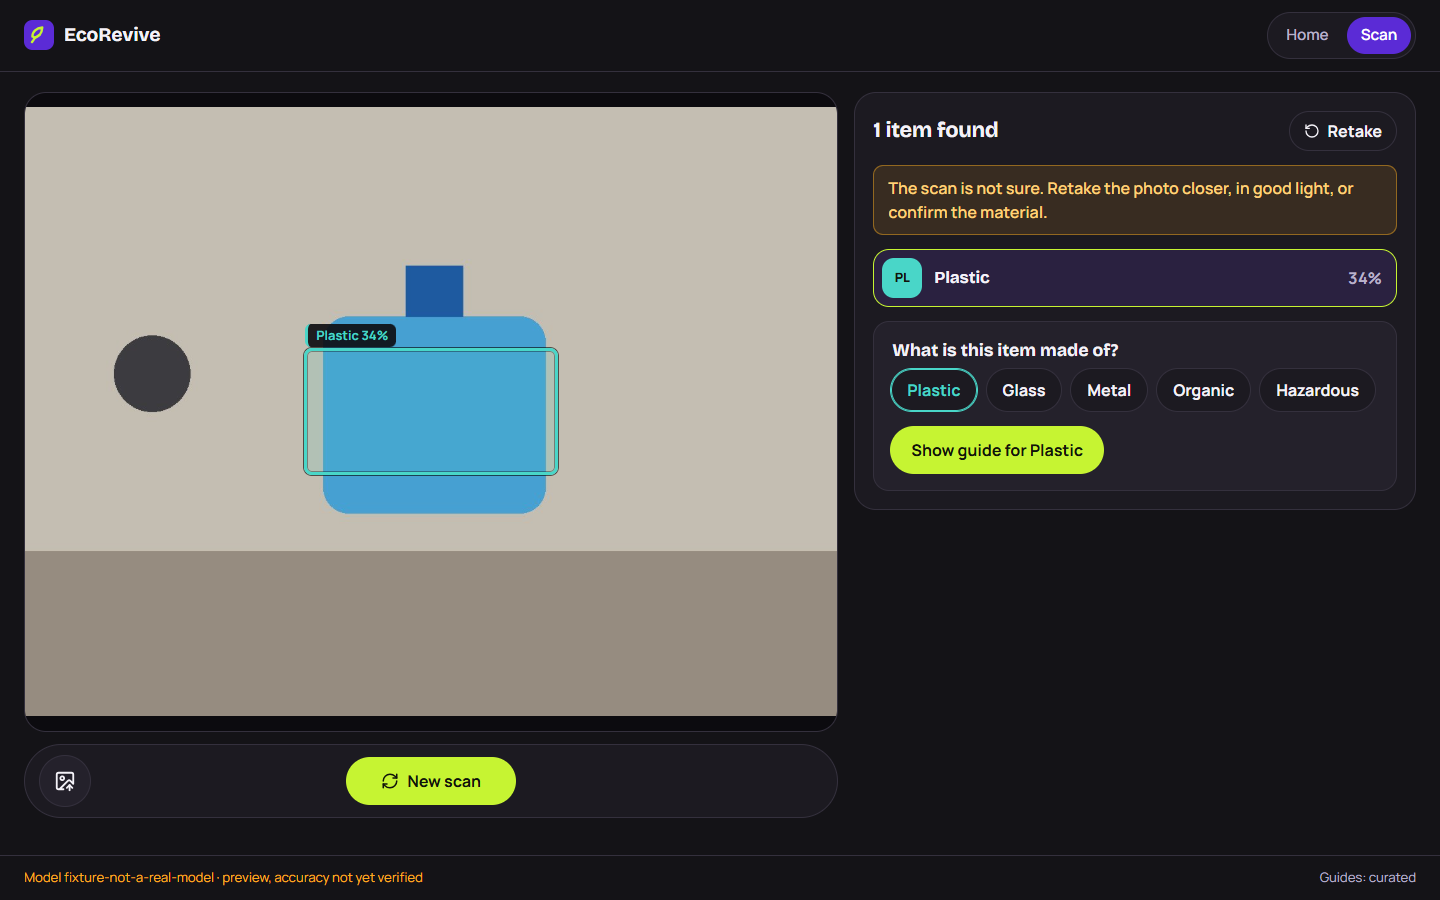 EcoRevive
Home
Scan
1 item found
Retake
The scan is not sure. Retake the photo closer, in good light, or
confirm the material.
PL
Plastic
34%
Plastic 34%
What is this item made of?
Plastic
Glass
Metal
Organic
Hazardous
Show guide for Plastic
New scan
Model fixture-not-a-real-model · preview, accuracy not yet verified
Guides: curated